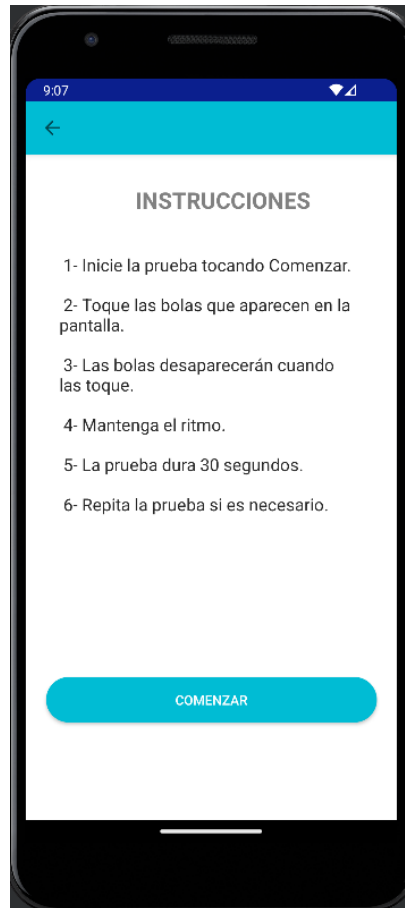 9:07
INSTRUCCIONES
1- Inicie la prueba tocando Comenzar.
2- Toque las bolas que aparecen en la
pantalla.
3- Las bolas desaparecerán cuando
las toque.
4- Mantenga el ritmo.
5- La prueba dura 30 segundos.
6- Repita la prueba si es necesario.
COMENZAR